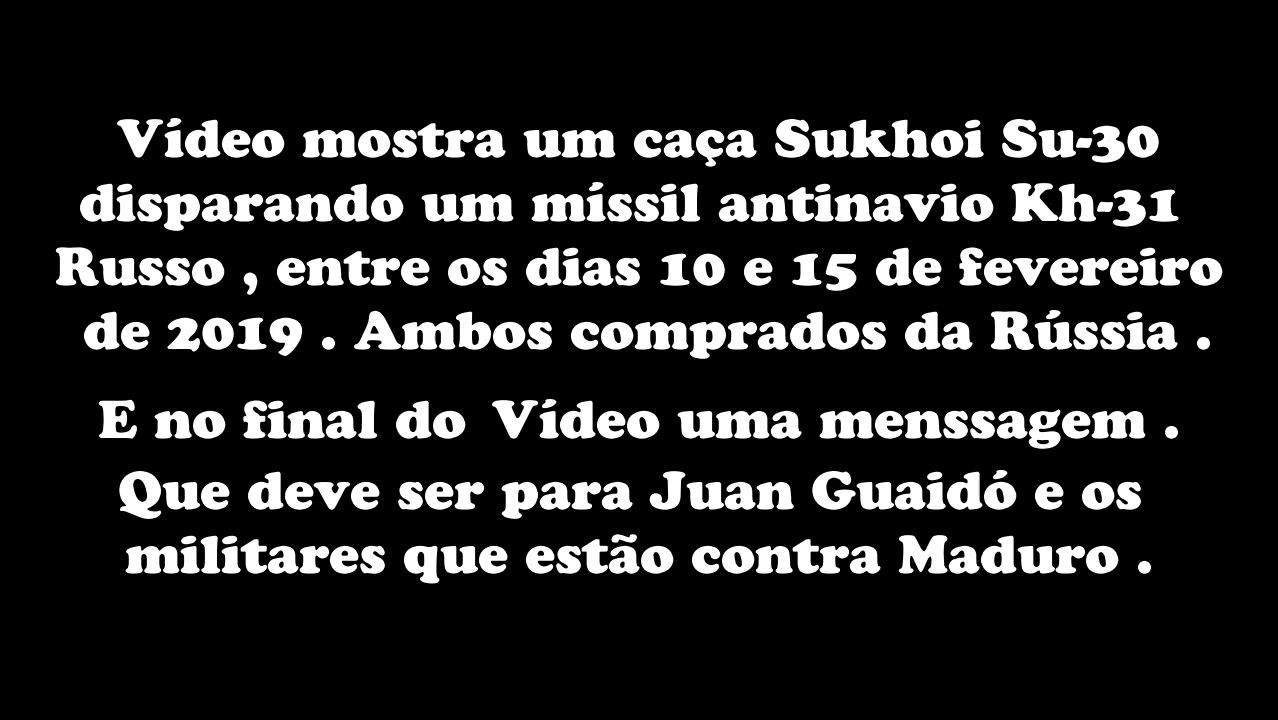 Vídeo mostra um caça Sukhoi Su-30
disparando um míssil antinavio Kh-31
Russo , entre os dias 10 e 15 de fevereiro
de 2019 . Ambos comprados da Rússia .
E no final do Vídeo uma menssagem .
Que deve ser para Juan Guaidó e os
militares que estão contra Maduro .